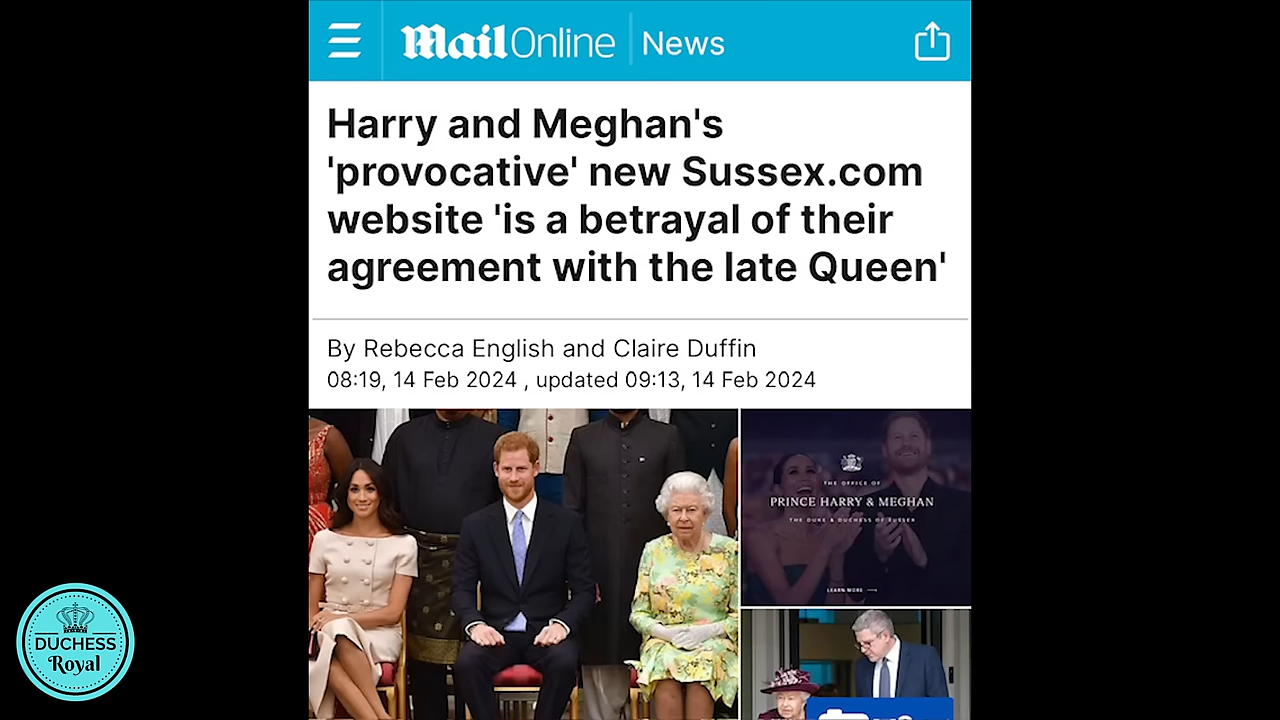 Mail Online News
Harry and Meghan's
'provocative' new Sussex.com
website 'is a betrayal of their
agreement with the late Queen'
By Rebecca English and Claire Duffin
08:19, 14 Feb 2024 , updated 09:13, 14 Feb 2024
THE OFFICE OF
PRINCE HARRY & MEGHAN
THE DUKE & DUCHESS OF SUSSEX
LEARN MORE
DUCHESS
Royal